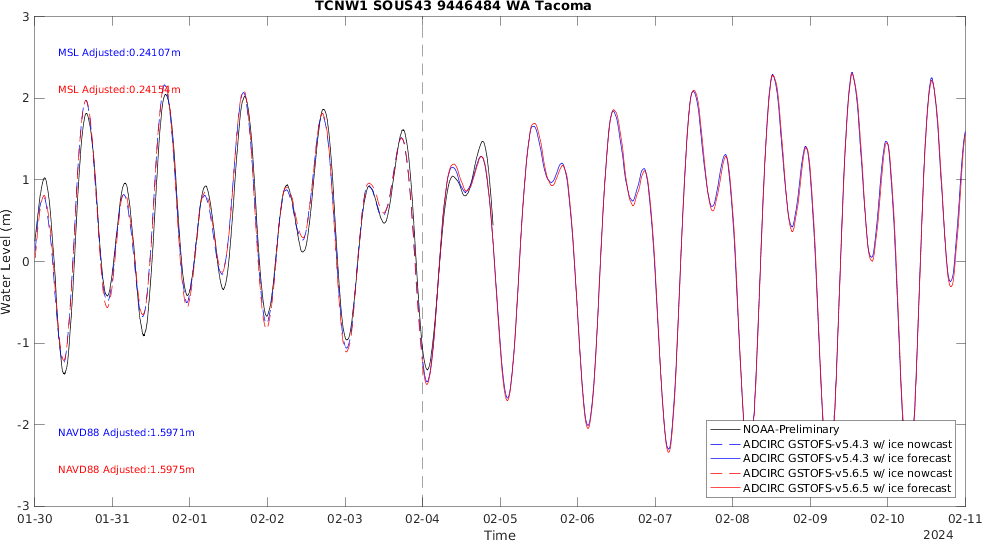 TCNW1 SOUS43 9446484 WA Tacoma
MSL Adjusted:0.24107m
MSL Adjusted:0.24154m
NAVD88 Adjusted:1.5971m
NAVD88 Adjusted:1.5975m
Water Level (m)
3
2
1
0
-1
-2
-3
NOAA-Preliminary
ADCIRC GSTOFS-v5.4.3 w/ ice nowcast
ADCIRC GSTOFS-v5.4.3 w/ ice forecast
ADCIRC GSTOFS-v5.6.5 w/ ice nowcast
ADCIRC GSTOFS-v5.6.5 w/ ice forecast
01-30 01-31 02-01 02-02 02-03 02-04 02-05 02-06 02-07 02-08 02-09 02-10 02-11
Time
2024